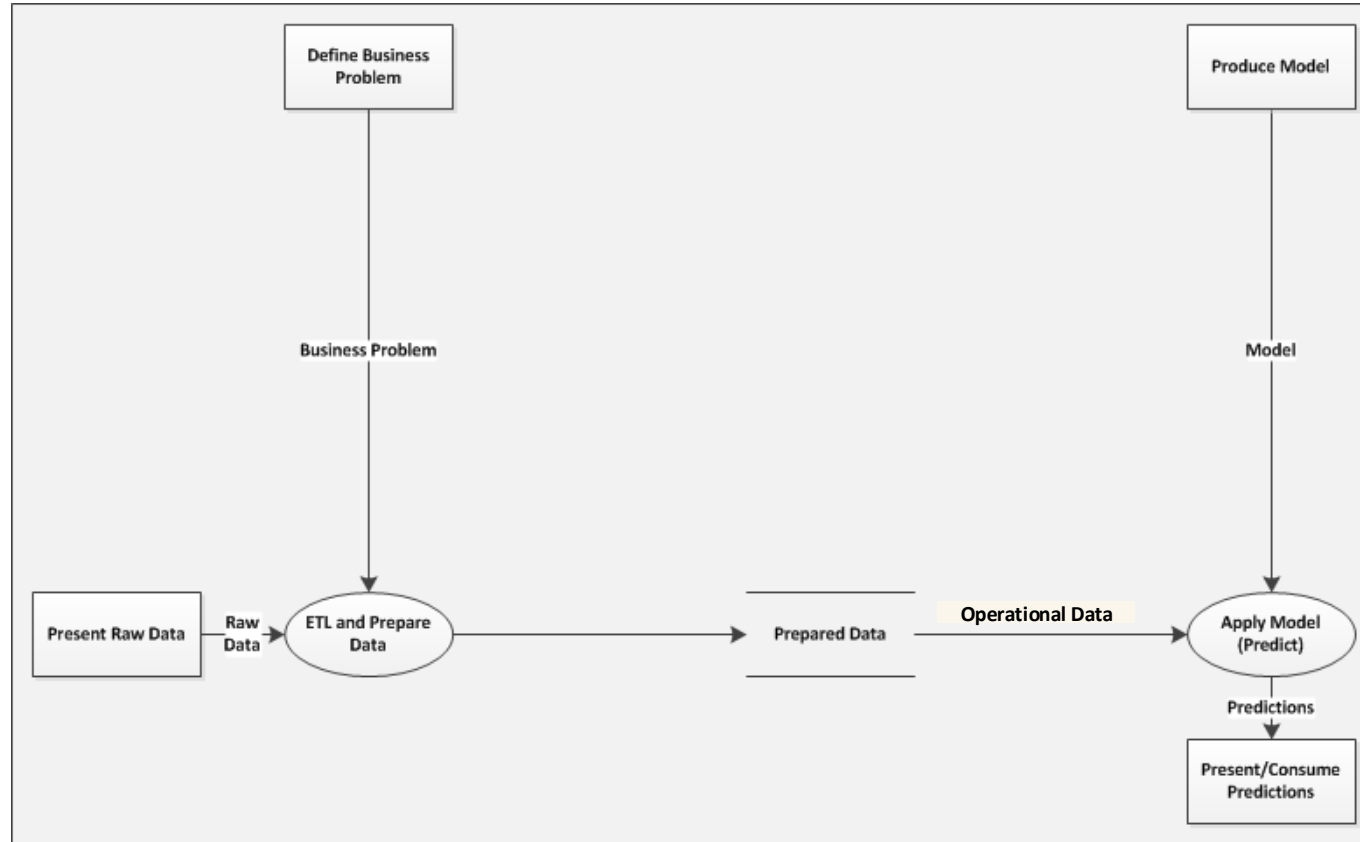 Define Business
Problem
Produce Model
Business Problem
Model
Present Raw Data
Raw
Data
ETL and Prepare
Data
Prepared Data
Operational Data
Apply Model
(Predict)
Predictions
Present/Consume
Predictions